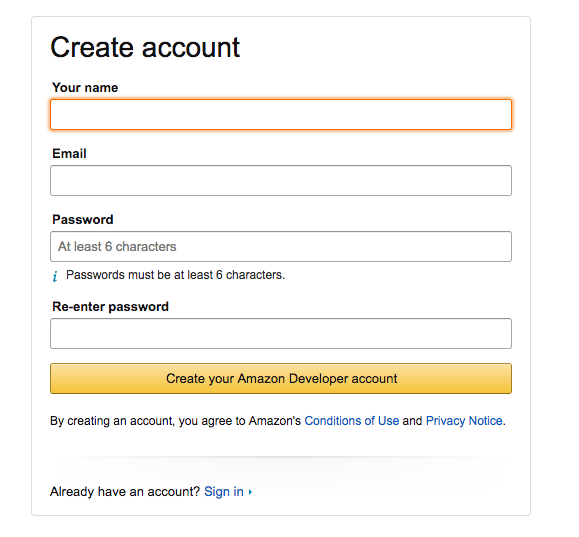 Create account
Your name
Email
Password
At least 6 characters
i Passwords must be at least 6 characters.
Re-enter password
Create your Amazon Developer account
By creating an account, you agree to Amazon's Conditions of Use and Privacy Notice.
Already have an account? Sign in